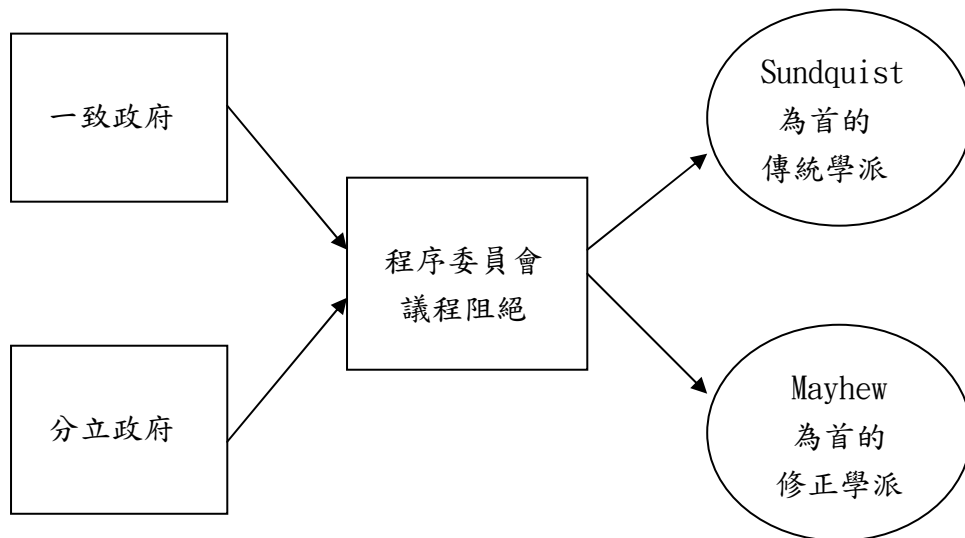 一致政府
分立政府
程序委員會
議程阻絕
Sundquist
為首的
傳統學派
Mayhew
為首的
修正學派